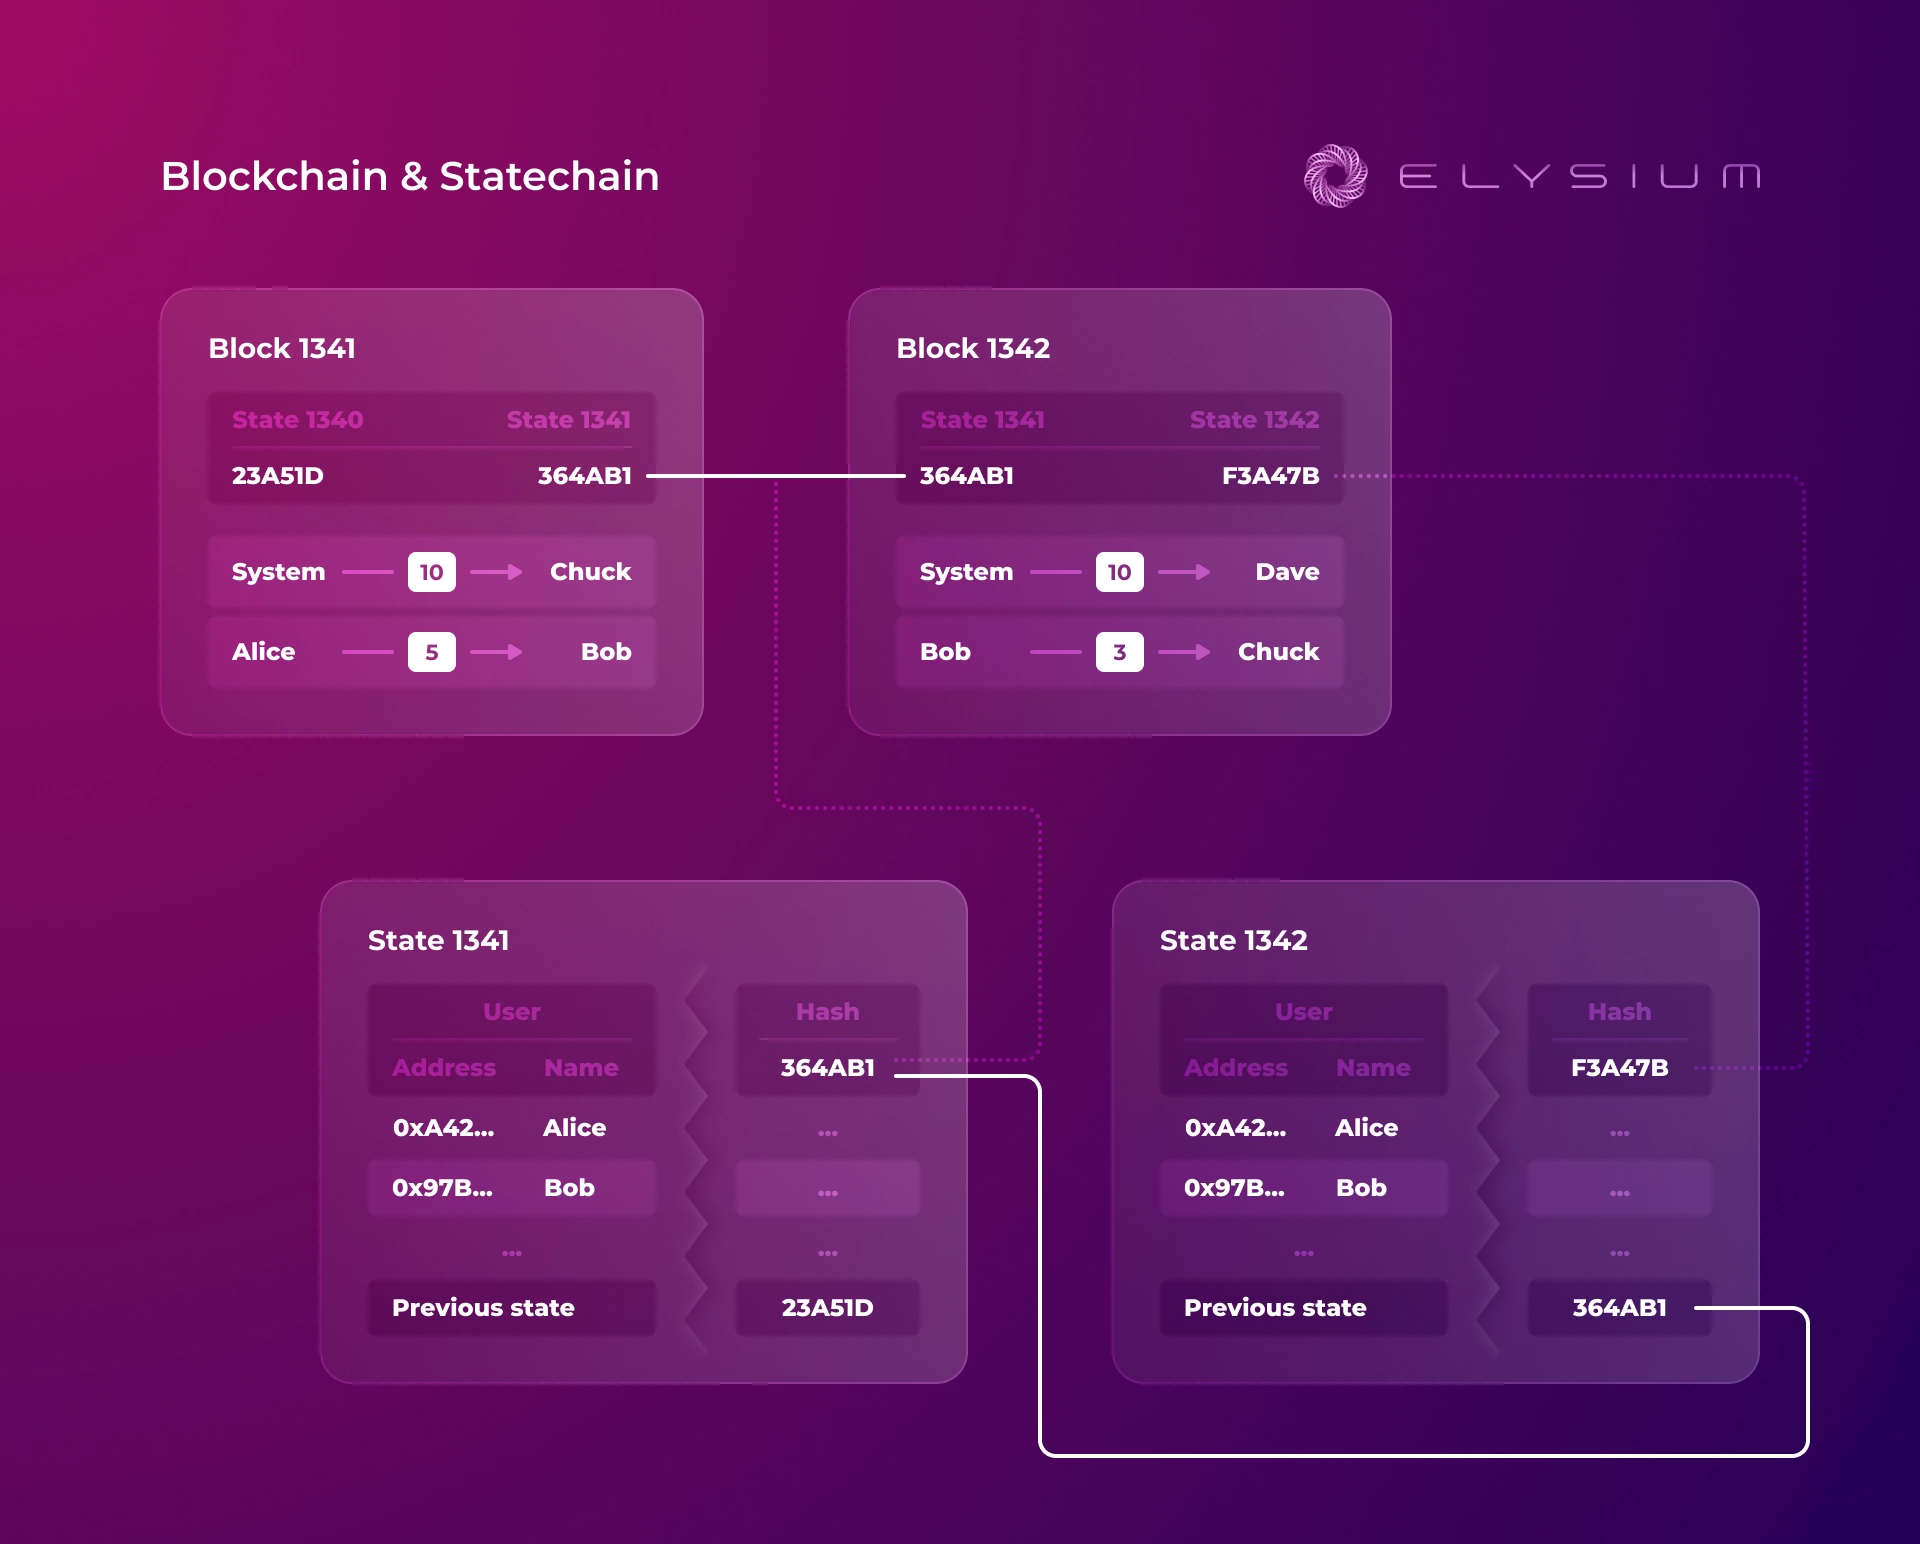 Blockchain & Statechain
ELYSIUM
Block 1341
State 1340 State 1341
23A51D 364AB1
System 10 Chuck
Alice 5 Bob
Block 1342
State 1341 State 1342
364AB1 F3A47B
System 10 Dave
Bob 3 Chuck
State 1341
User Hash
Address Name 364AB1
0xA42... Alice ...
0x97B... Bob ...
... ...
Previous state 23A51D
State 1342
User Hash
Address Name F3A47B
0xA42... Alice ...
0x97B... Bob ...
... ...
Previous state 364AB1